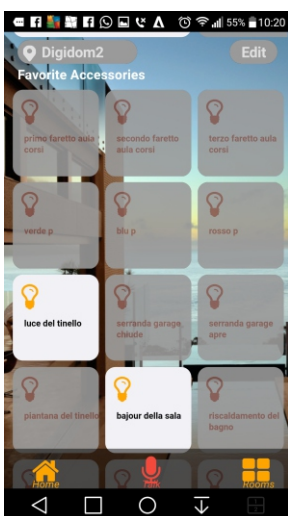 55% 10:20
Digidom2
Edit
Favorite Accessories
primo faretto aula
corsi
secondo faretto
aula corsi
terzo faretto aula
corsi
verde p
blu p
rosso p
luce del tinello
serranda garage
chiude
serranda garage
apre
piantana del tinello
bajour della sala
riscaldamento del
bagno
Home
Talk
Rooms